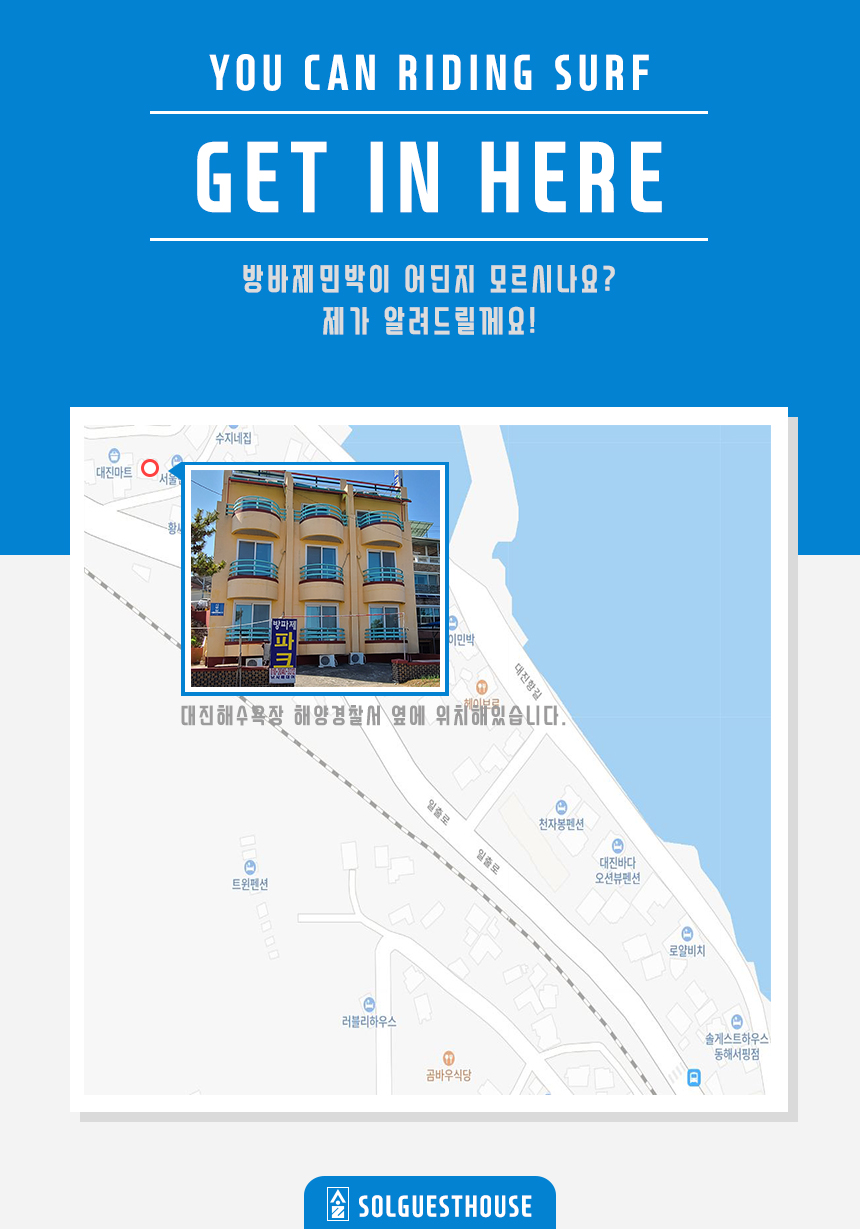 YOU CAN RIDING SURF
GET IN HERE
방바제민박이 어딘지 모르시나요?
제가 알려드릴께요!
수지네집
대진마트
서울
황
이민박
방파제
파
크
대진항길
헤이보루
대진해수욕장 해양경찰서 옆에 위치해있습니다.
일출로
천자봉펜션
일출로
대진바다
오션뷰펜션
트윈펜션
로얄비치
러블리하우스
솔게스트하우스
동해서핑점
곰바우식당
SOLGUESTHOUSE